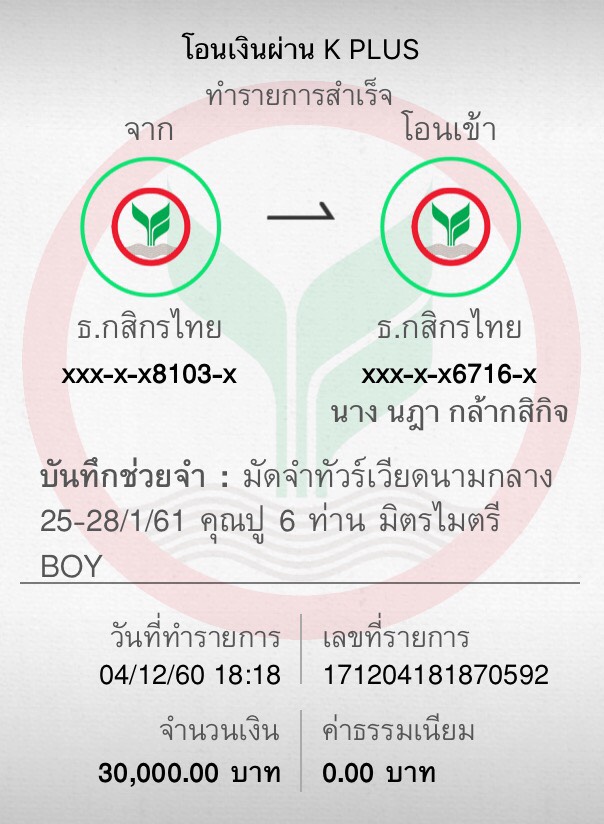 โอนเงินผ่าน K PLUS
ทำรายการสำเร็จ
จาก
โอนเข้า
ธ.กสิกรไทย
ธ.กสิกรไทย
xxx-x-x8103-x
xxx-x-x6716-x
นาง นฎา กล้ากสิกิจ
บันทึกช่วยจำ : มัดจำทัวร์เวียดนามกลาง
25-28/1/61 คุณปู 6 ท่าน มิตรไมตรี
BOY
วันที่ทำรายการ
เลขที่รายการ
04/12/60 18:18
171204181870592
จำนวนเงิน
ค่าธรรมเนียม
30,000.00 บาท
0.00 บาท